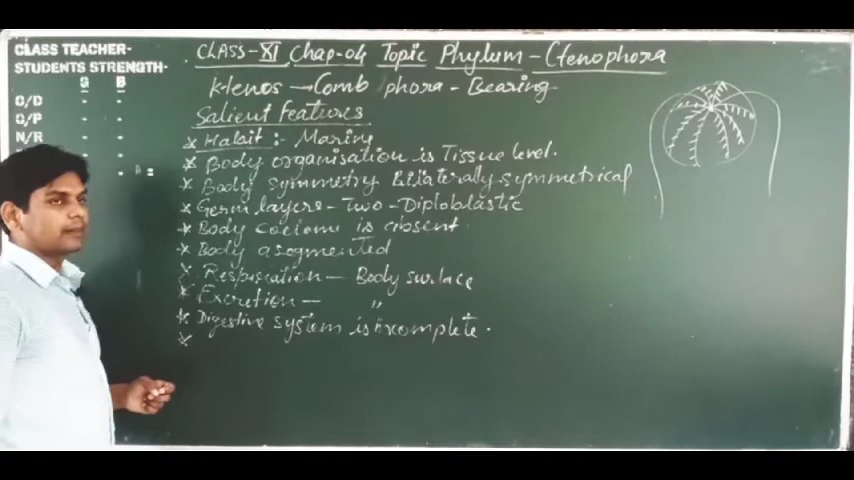 CLASS TEACHER-
STUDENTS STRENGTH-
G B
O/D - -
O/P - -
N/R - -
CLASS-XI Chap-04 Topic Phylum-Ctenophora
Ktenos → Comb phora - Bearing
Salient Features
* Habit :- Marine
* Body organisation is Tissue level.
* Body symmetry Bilaterally symmetrical
* Germ layers - Two - Diploblastic
* Body coelom is absent.
* Body asegmented
* Respiration — Body surface
* Excretion — "
* Digestive system is incomplete.
*